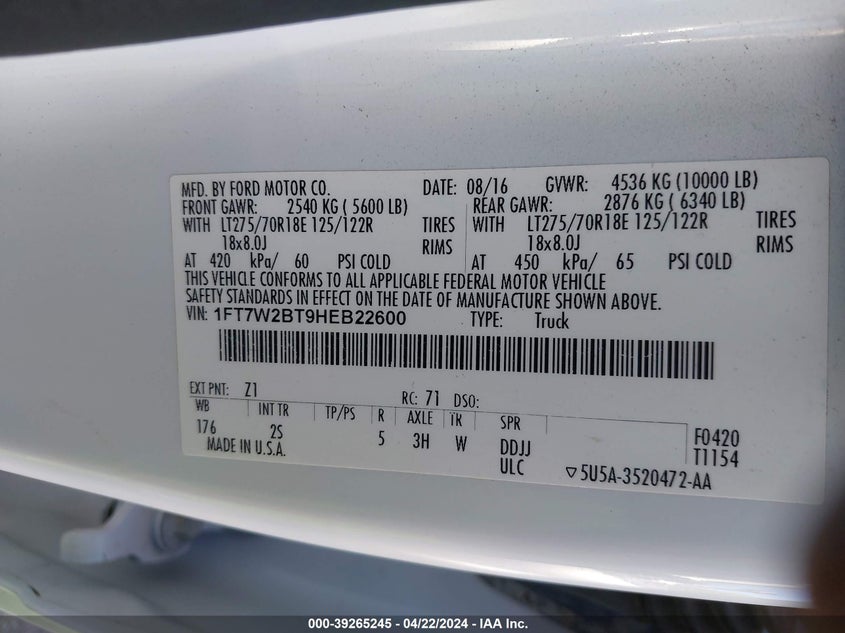 MFD. BY FORD MOTOR CO. DATE: 08/16 GVWR: 4536 KG (10000 LB)
FRONT GAWR: 2540 KG ( 5600 LB) REAR GAWR: 2876 KG ( 6340 LB)
WITH LT275/70R18E 125/122R TIRES WITH LT275/70R18E 125/122R TIRES
18x8.0J RIMS 18x8.0J RIMS
AT 420 kPa/ 60 PSI COLD AT 450 kPa/ 65 PSI COLD
THIS VEHICLE CONFORMS TO ALL APPLICABLE FEDERAL MOTOR VEHICLE
SAFETY STANDARDS IN EFFECT ON THE DATE OF MANUFACTURE SHOWN ABOVE.
VIN: 1FT7W2BT9HEB22600 TYPE: Truck
EXT PNT: Z1 RC: 71 DSO:
WB INT TR TP/PS R AXLE TR SPR
176 2S 5 3H W DDJJ F0420
MADE IN U.S.A. ULC T1154
▽5U5A-3520472-AA
000-39265245 - 04/22/2024 - IAA Inc.